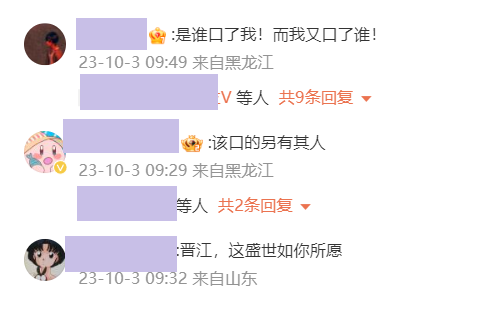 :是谁口了我！而我又口了谁！
23-10-3 09:49 来自黑龙江
V 等人 共9条回复
:该口的另有其人
23-10-3 09:29 来自黑龙江
等人 共2条回复
:晋江，这盛世如你所愿
23-10-3 09:32 来自山东